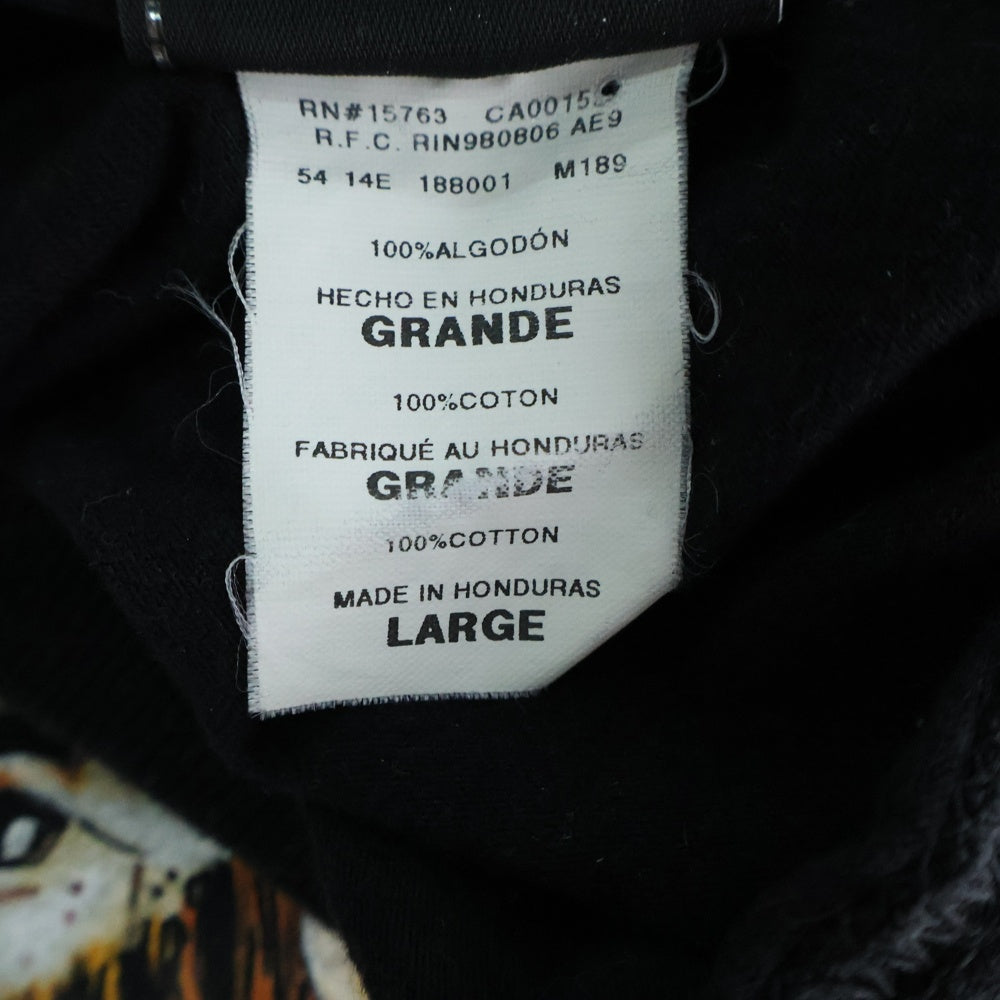 RN#15763
R.F.C. RIN980806 AE9
54 14E 188001 M189
100%ALGODÓN
HECHO EN HONDURAS
GRANDE
100%COTON
FABRIQUÉ AU HONDURAS
GRANDE
100%COTTON
MADE IN HONDURAS
LARGE